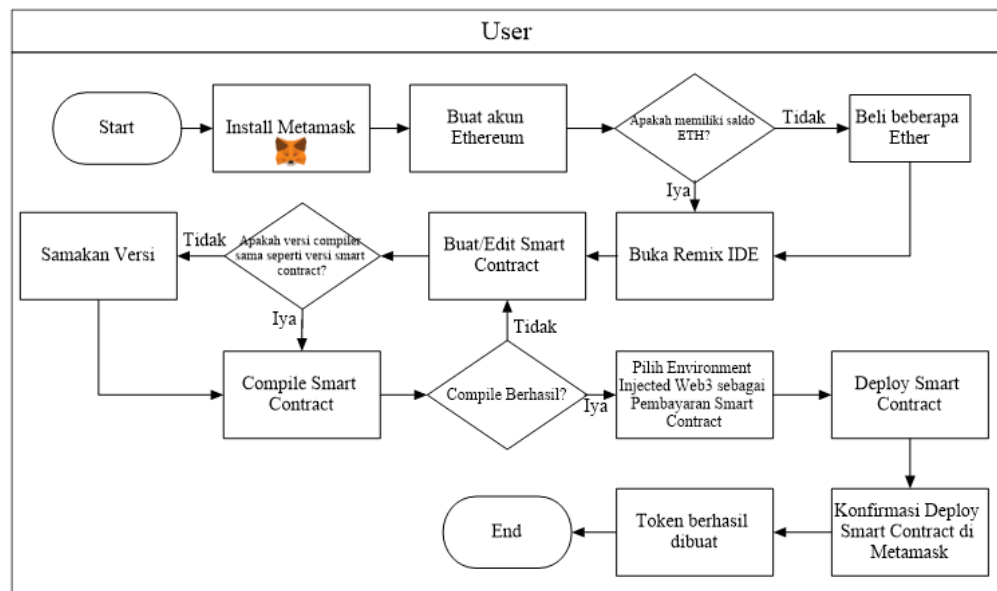 User
Start
Install Metamask
Buat akun
Ethereum
Apakah memiliki saldo
ETH?
Tidak
Beli beberapa
Ether
Iya
Samakan Versi
Tidak
Apakah versi compiler
sama seperti versi smart
contract?
Buat/Edit Smart
Contract
Buka Remix IDE
Iya
Tidak
Compile Smart
Contract
Compile Berhasil?
Iya
Pilih Environment
Injected Web3 sebagai
Pembayaran Smart
Contract
Deploy Smart
Contract
End
Token berhasil
dibuat
Konfirmasi Deploy
Smart Contract di
Metamask